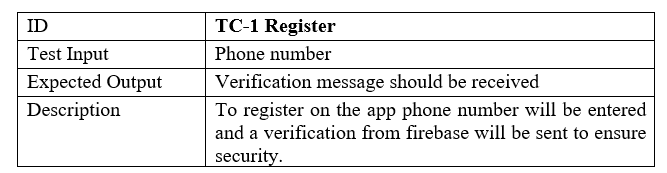 ID TC-1 Register
Test Input Phone number
Expected Output Verification message should be received
Description To register on the app phone number will be entered
and a verification from firebase will be sent to ensure
security.